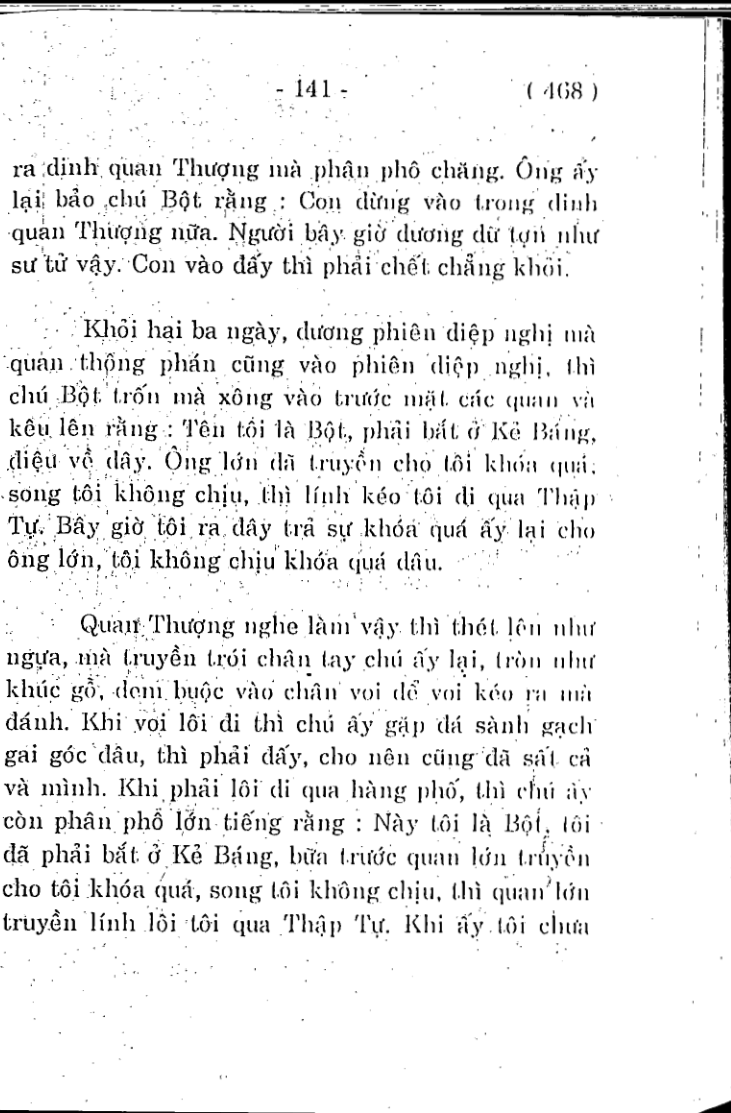 - 141 - ( 468 )
ra dinh quan Thượng mà phân phô chăng. Ông ấy
lại bảo chú Bột rằng : Con dừng vào trong dinh
quan Thượng nữa. Người bây giờ dương dữ tợn như
sư tử vậy. Con vào dấy thì phải chết chẳng khỏi.
Khỏi hai ba ngày, dương phiên diệp nghị mà
quan thông phán cũng vào phiên diệp nghị, thì
chú Bột trốn mà xông vào trước mặt các quan và
kêu lên rằng : Tên tôi là Bột, phải bắt ở Kẻ Báng,
diệu về dây. Ông lớn dã truyền cho tôi khóa quá,
song tôi không chịu, thì lính kéo tôi di qua Thập
Tự. Bây giờ tôi ra dây trả sự khóa quá ấy lại cho
ông lớn, tôi không chịu khóa quá dâu.
Quan Thượng nghe làm vậy thì thét lên như
ngựa, mà truyền trói chân tay chú ấy lại, tròn như
khúc gỗ, dem buộc vào chân voi dể voi kéo ra mà
dánh. Khi voi lôi di thì chú ấy gặp dá sành gạch
gai góc dâu, thì phải dấy, cho nên cũng dã sất cả
và mình. Khi phải lôi di qua hàng phố, thì chú ấy
còn phân phô lớn tiếng rằng : Này tôi là Bột, tôi
dã phải bắt ở Kẻ Báng, bữa trước quan lớn truyền
cho tôi khóa quá, song tôi không chịu, thì quan lớn
truyền lính lôi tôi qua Thập Tự. Khi ấy tôi chưa